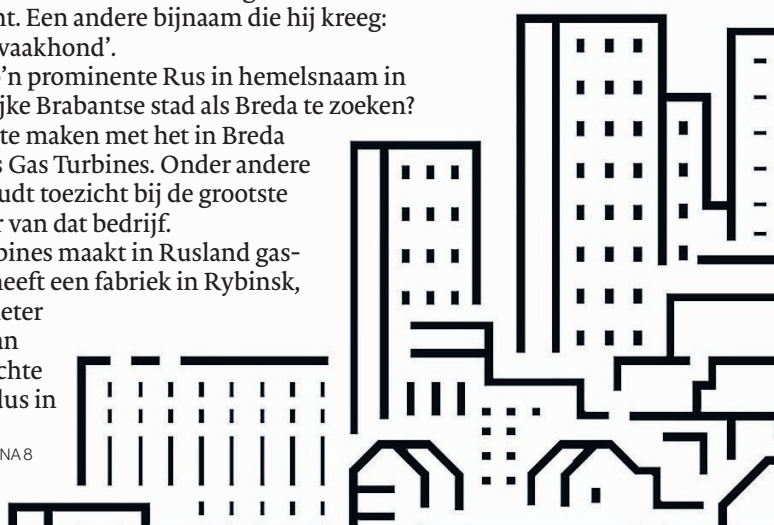 nt. Een andere bijnaam die hij kreeg:
waakhond’.
’n prominente Rus in hemelsnaam in
jke Brabantse stad als Breda te zoeken?
te maken met het in Breda
s Gas Turbines. Onder andere
udt toezicht bij de grootste
r van dat bedrijf.
bines maakt in Rusland gas-
heeft een fabriek in Rybinsk,
eter
an
chte
lus in
NA 8